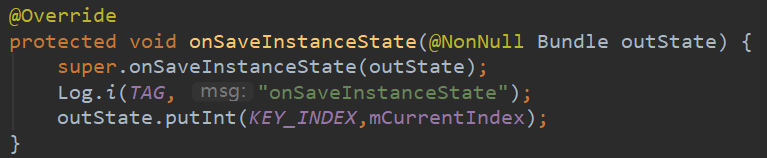 @Override
protected void onSaveInstanceState(@NonNull Bundle outState) {
    super.onSaveInstanceState(outState);
    Log.i(TAG, msg: "onSaveInstanceState");
    outState.putInt(KEY_INDEX,mCurrentIndex);
}